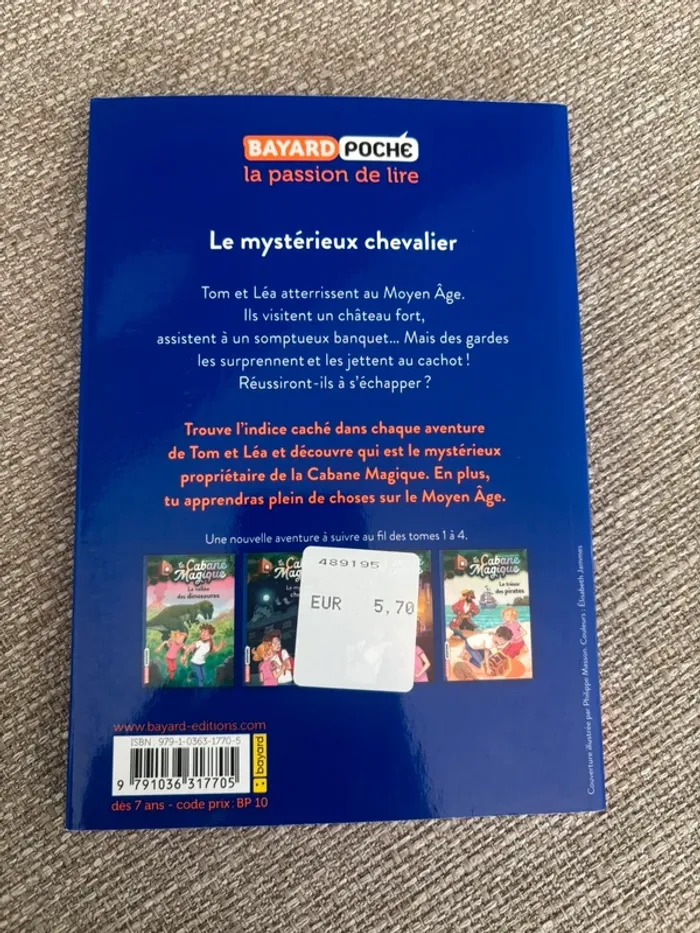 BAYARD POCHE
la passion de lire
Le mystérieux chevalier
Tom et Léa atterrissent au Moyen Âge.
Ils visitent un château fort,
assistent à un somptueux banquet... Mais des gardes
les surprennent et les jettent au cachot !
Réussiront-ils à s'échapper ?
Trouve l'indice caché dans chaque aventure
de Tom et Léa et découvre qui est le mystérieux
propriétaire de la Cabane Magique. En plus,
tu apprendras plein de choses sur le Moyen Âge.
Une nouvelle aventure à suivre au fil des tomes 1 à 4.
la Cabane Magique
La vallée
des dinosaures
la Cabane
Magique
Le
Cabane
Magique
Le trésor
des pirates
489195
EUR 5,70
www.bayard-editions.com
ISBN : 979-1-0363-1770-5
9 791036 317705
bayard
dès 7 ans - code prix : BP 10
Couverture illustrée par Philippe Masson. Couleurs : Élisabeth Jammes